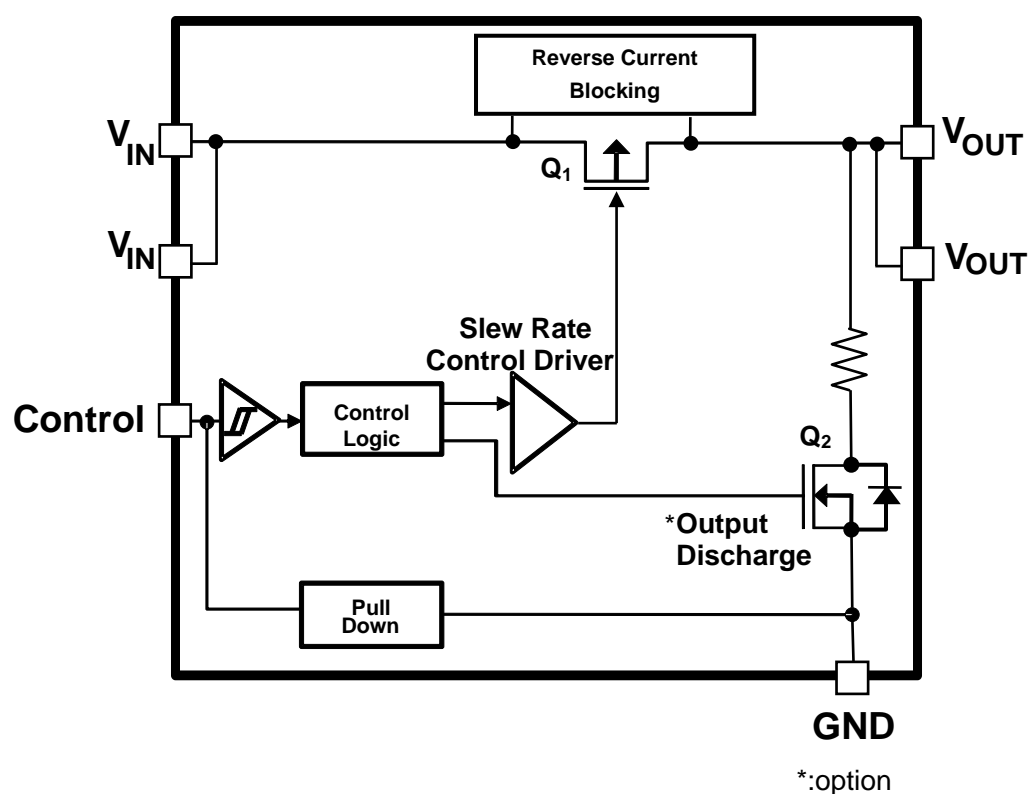 Reverse Current
Blocking
VIN
VOUT
Q1
VIN
VOUT
Slew Rate
Control Driver
Control
Control
Logic
Q2
*Output
Discharge
Pull
Down
GND
*:option